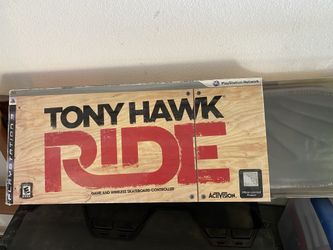 PlayStation Network
TONY HAWK
RIDE
GAME AND WIRELESS SKATEBOARD CONTROLLER
ACTIVISION
PLAYSTATION 3
E